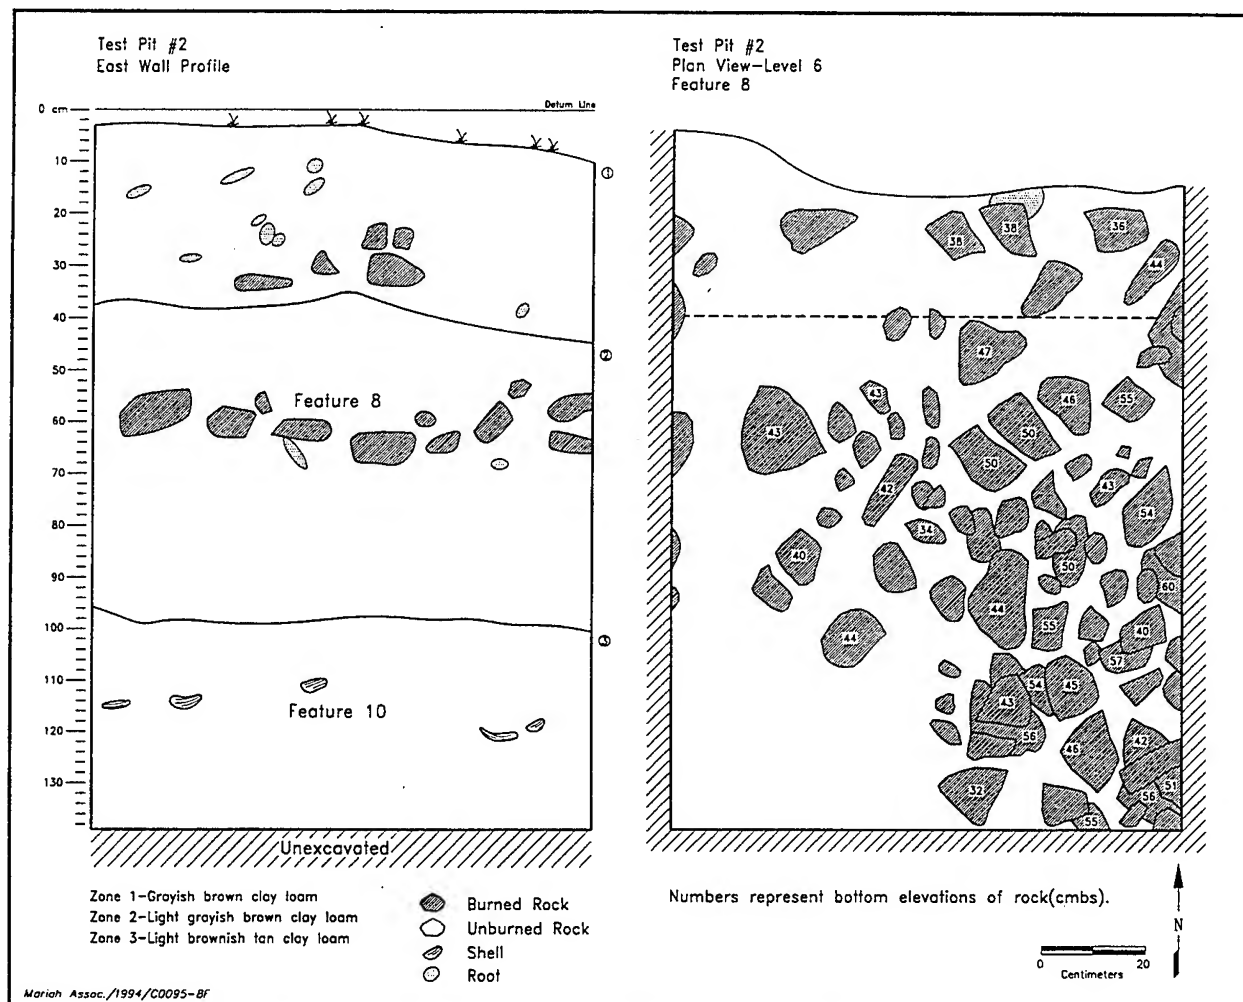 Test Pit #2
East Wall Profile
0 cm
Datum Line
10
20
30
40
50
60
70
80
90
100
110
120
130
1
2
3
Feature 8
Feature 10
Unexcavated
Zone 1-Grayish brown clay loam
Zone 2-Light grayish brown clay loam
Zone 3-Light brownish tan clay loam
Burned Rock
Unburned Rock
Shell
Root
Mariah Assoc./1994/C0095-BF
Test Pit #2
Plan View-Level 6
Feature 8
38
38
36
44
47
43
43
46
55
50
50
42
43
54
34
40
50
60
44
55
40
44
57
54
45
43
56
46
42
32
51
56
55
Numbers represent bottom elevations of rock(cmbs).
N
0 20
Centimeters